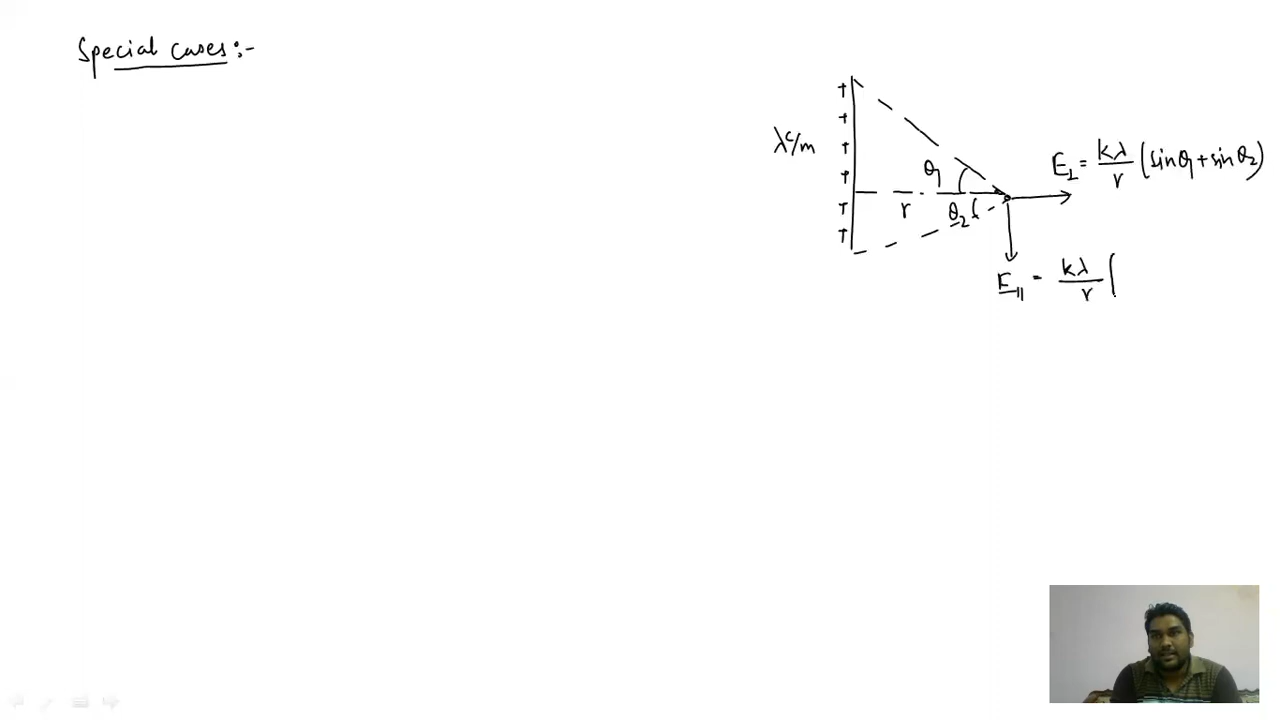 Special cases :-
λ C/m
θ1
r
θ2
E⊥ = kλ/r (sinθ1 + sinθ2)
E|| = kλ/r (